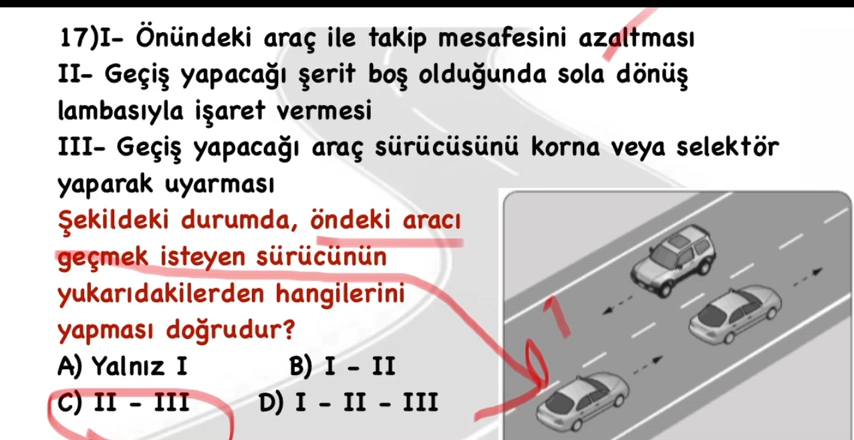 17)I- Önündeki araç ile takip mesafesini azaltması
II- Geçiş yapacağı şerit boş olduğunda sola dönüş
lambasıyla işaret vermesi
III- Geçiş yapacağı araç sürücüsünü korna veya selektör
yaparak uyarması
Şekildeki durumda, öndeki aracı
geçmek isteyen sürücünün
yukarıdakilerden hangilerini
yapması doğrudur?
A) Yalnız I B) I - II
C) II - III D) I - II - III